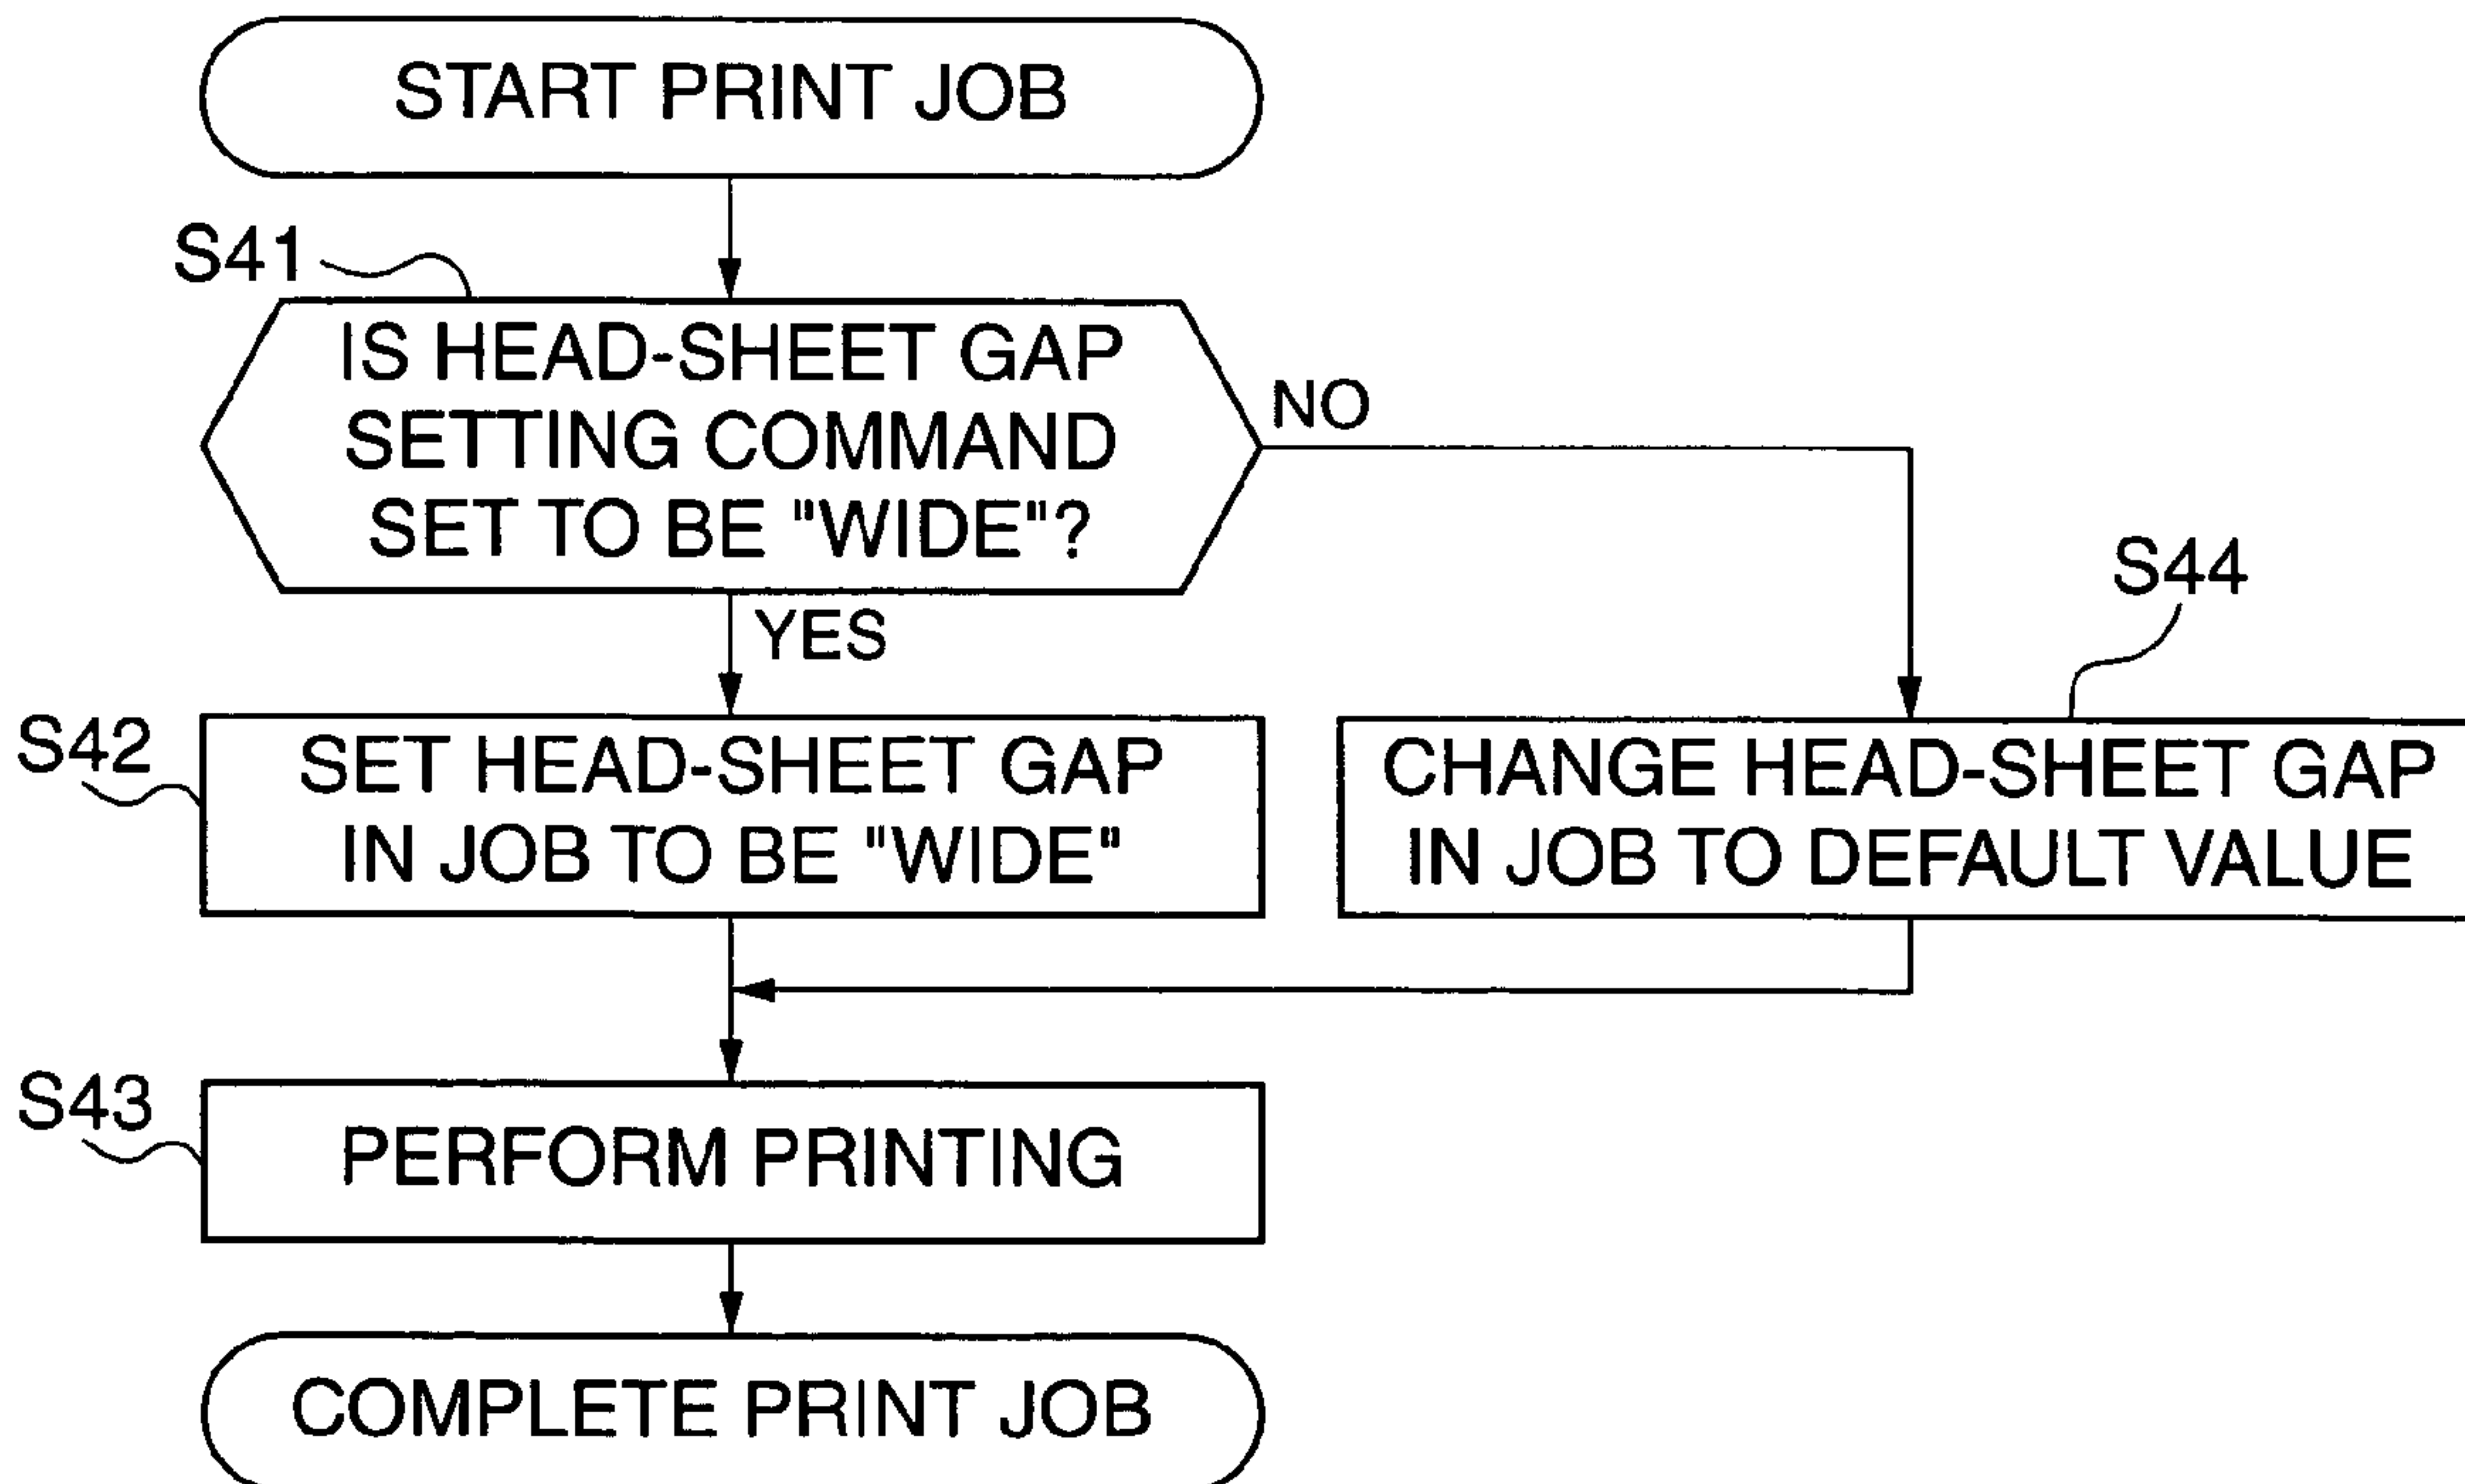 START PRINT JOB
S41
IS HEAD-SHEET GAP
SETTING COMMAND
SET TO BE "WIDE"?
NO
YES
S44
S42
SET HEAD-SHEET GAP
IN JOB TO BE "WIDE"
CHANGE HEAD-SHEET GAP
IN JOB TO DEFAULT VALUE
S43
PERFORM PRINTING
COMPLETE PRINT JOB